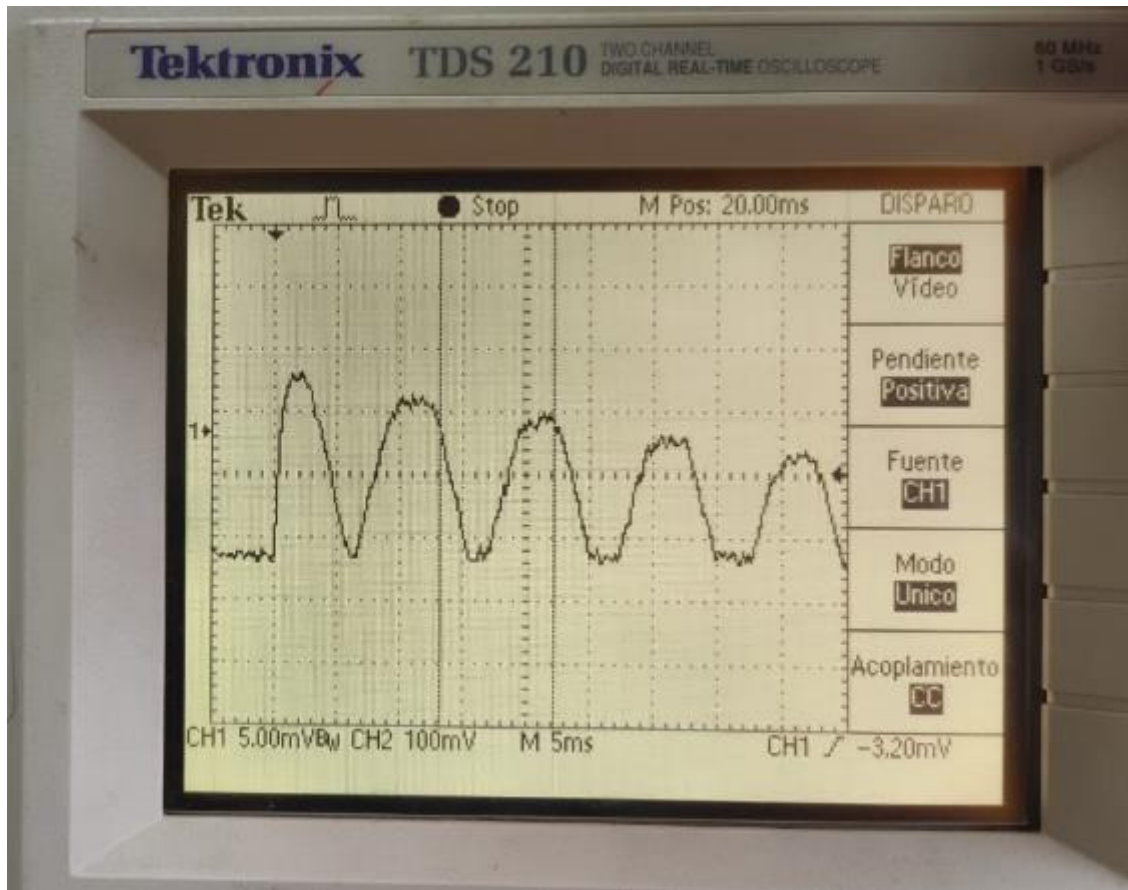 Tektronix TDS 210 TWO CHANNEL
DIGITAL REAL-TIME OSCILLOSCOPE
60 MHz
1 GS/s
Tek Stop M Pos: 20.00ms DISPARO
Flanco
Vídeo
Pendiente
Positiva
1
Fuente
CH1
Modo
Unico
Acoplamiento
CC
CH1 5.00mVBW CH2 100mV M 5ms CH1 -3.20mV